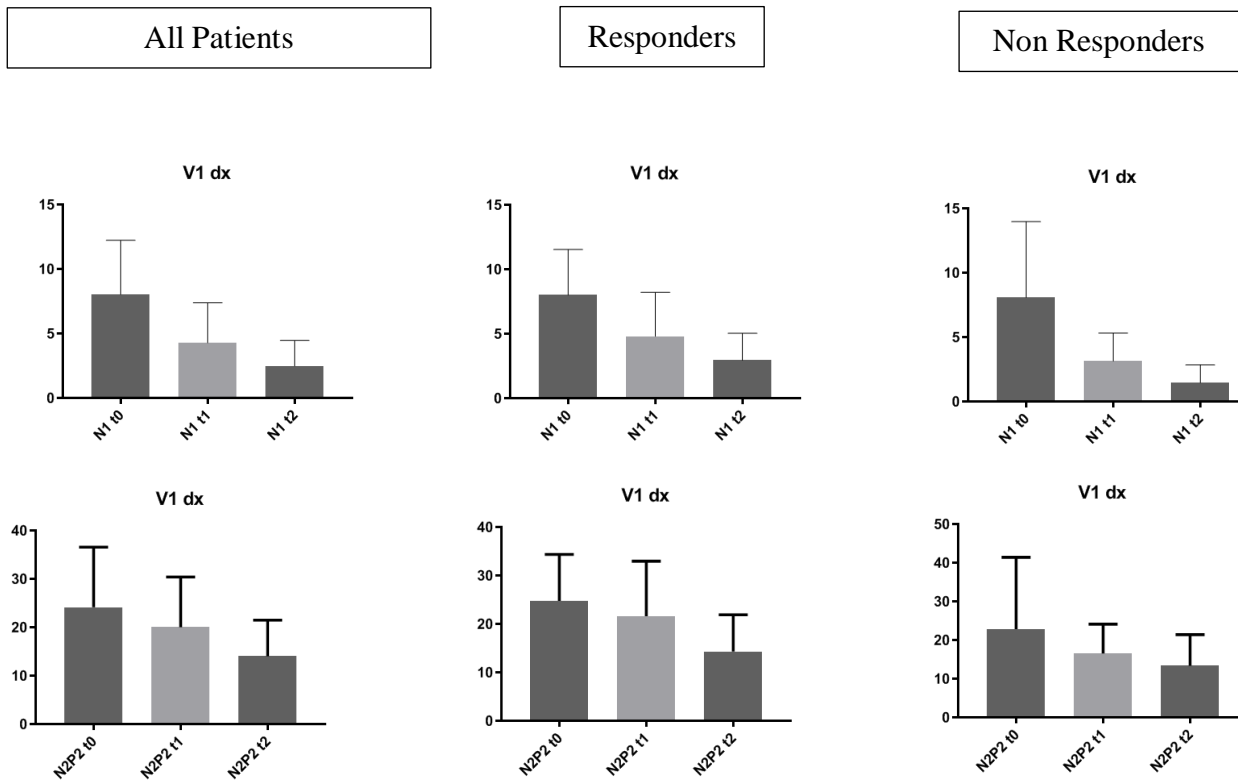 All Patients
Responders
Non Responders
V1 dx
15
10
5
0
N1 t0
N1 t1
N1 t2
V1 dx
15
10
5
0
N1 t0
N1 t1
N1 t2
V1 dx
15
10
5
0
N1 t0
N1 t1
N1 t2
V1 dx
40
30
20
10
0
N2P2 t0
N2P2 t1
N2P2 t2
V1 dx
40
30
20
10
0
N2P2 t0
N2P2 t1
N2P2 t2
V1 dx
50
40
30
20
10
0
N2P2 t0
N2P2 t1
N2P2 t2